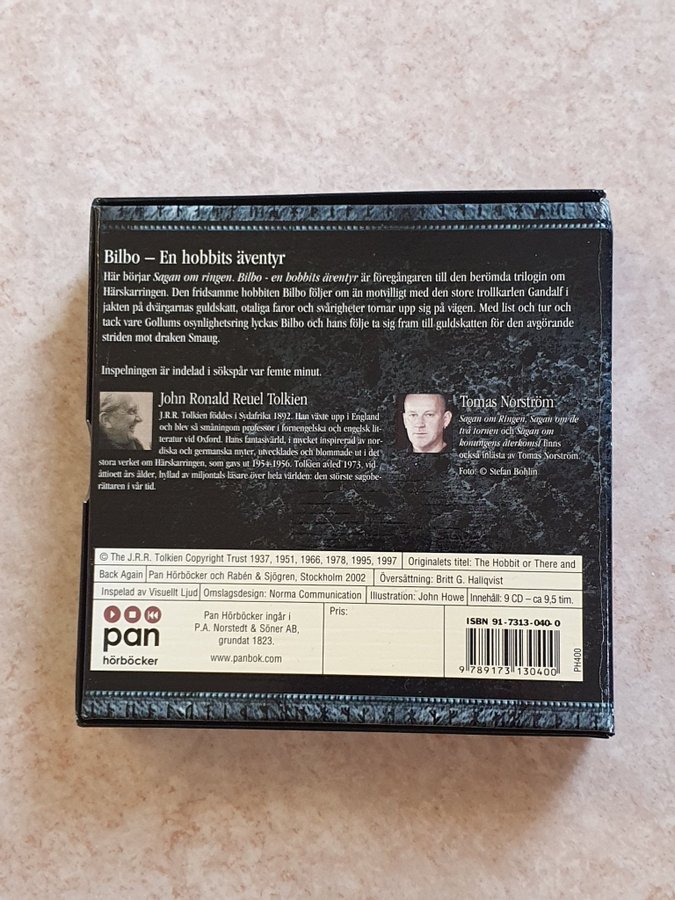 Bilbo – En hobbits äventyr
Här börjar Sagan om ringen. Bilbo - en hobbits äventyr är föregångaren till den berömda trilogin om
Härskarringen. Den fridsamme hobbiten Bilbo följer om än motvilligt med den store trollkarlen Gandalf i
jakten på dvärgarnas guldskatt, otaliga faror och svårigheter tornar upp sig på vägen. Med list och tur och
tack vare Gollums osynlighetsring lyckas Bilbo och hans följe ta sig fram till guldskatten för den avgörande
striden mot draken Smaug.
Inspelningen är indelad i sökspår var femte minut.
John Ronald Reuel Tolkien
J.R.R. Tolkien föddes i Sydafrika 1892. Han växte upp i England
och blev så småningom professor i fornengelska och engelsk lit-
teratur vid Oxford. Hans fantasivärld, i mycket inspirerad av nor-
diska och germanska myter, utvecklades och blommade ut i det
stora verket om Härskarringen, som gavs ut 1954-1956. Tolkien avled 1973, vid
åttioett års ålder, hyllad av miljontals läsare över hela världen: den störste sagobe-
rättaren i vår tid.
Tomas Norström
Sagan om Ringen, Sagan om de
två tornen och Sagan om
konungens återkomst finns
också inlästa av Tomas Norström.
Foto: © Stefan Bohlin
© The J.R.R. Tolkien Copyright Trust 1937, 1951, 1966, 1978, 1995, 1997 Originalets titel: The Hobbit or There and
Back Again Pan Hörböcker och Rabén & Sjögren, Stockholm 2002 Översättning: Britt G. Hallqvist
Inspelad av Visuellt Ljud Omslagsdesign: Norma Communication Illustration: John Howe Innehåll: 9 CD – ca 9,5 tim.
pan
hörböcker
Pan Hörböcker ingår i
P.A. Norstedt & Söner AB,
grundat 1823.
www.panbok.com
Pris:
ISBN 91-7313-040-0
9 789173 130400
PH400